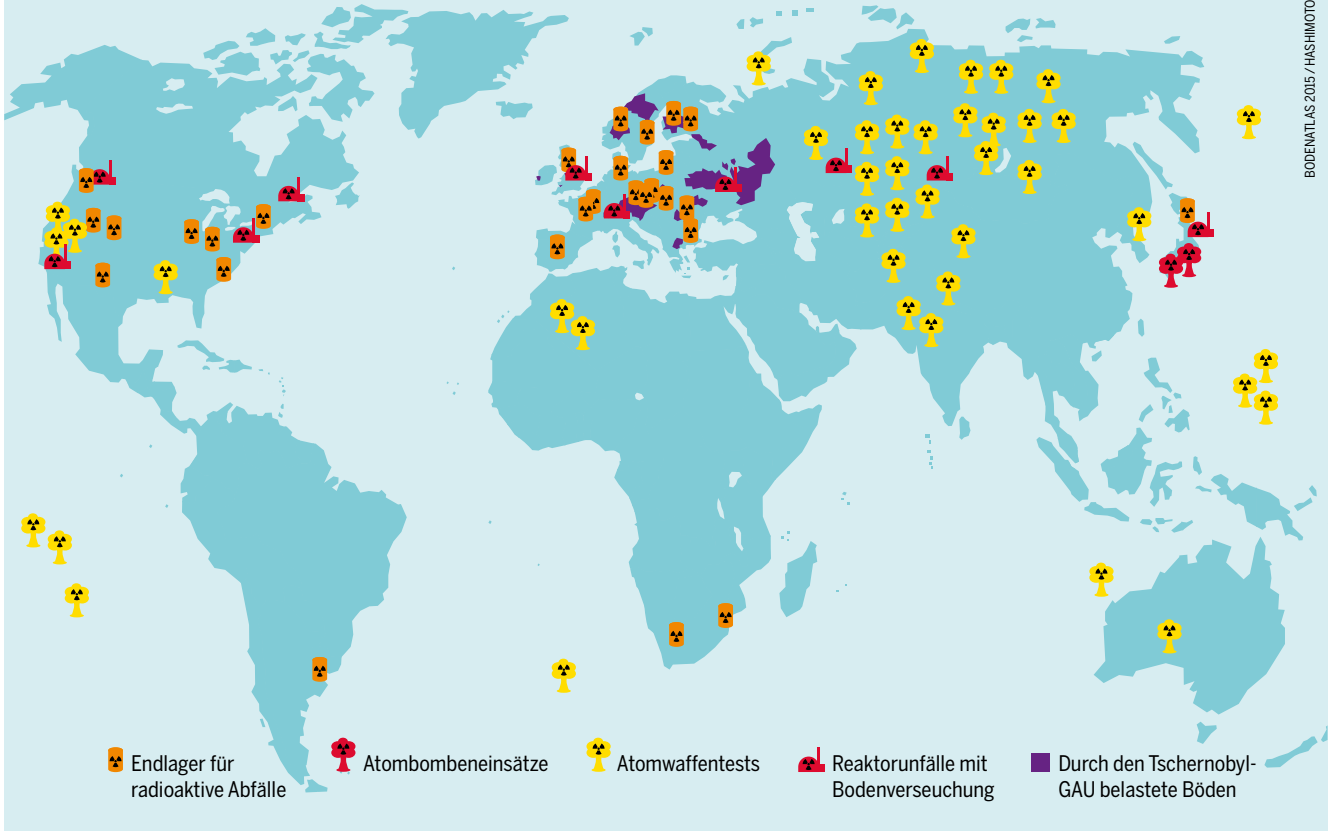 BODENATLAS 2015 / HASHIMOTO
Endlager für
radioaktive Abfälle
Atombombeneinsätze
Atomwaffentests
Reaktorunfälle mit
Bodenverseuchung
Durch den Tschernobyl-
GAU belastete Böden